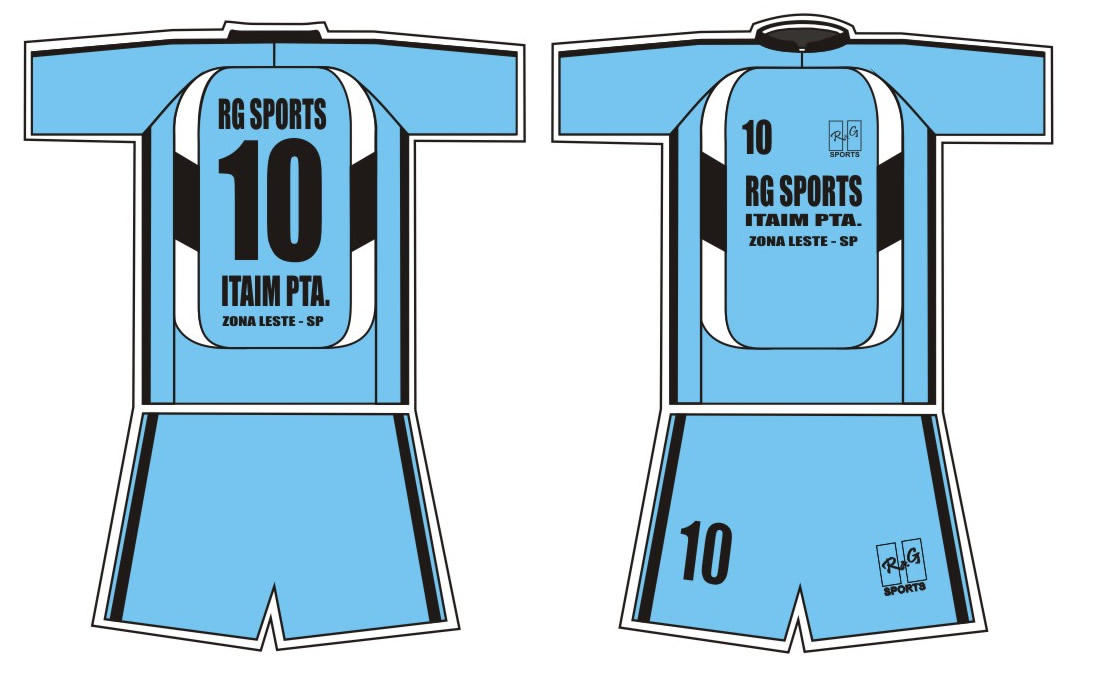 RG SPORTS
10
ITAIM PTA.
ZONA LESTE - SP
10
R&G
SPORTS
RG SPORTS
ITAIM PTA.
ZONA LESTE - SP
10
R&G
SPORTS